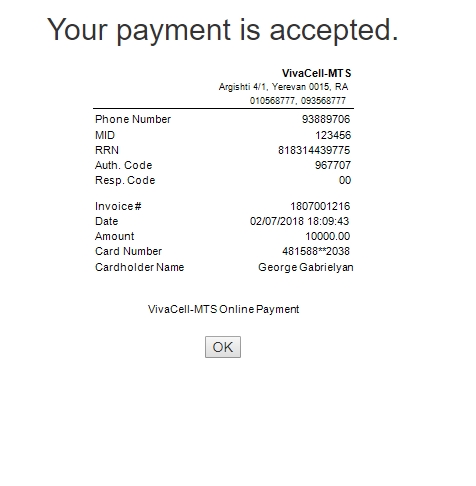 Your payment is accepted.
VivaCell-MTS
Argishti 4/1, Yerevan 0015, RA
010568777, 093568777
Phone Number 93889706
MID 123456
RRN 818314439775
Auth. Code 967707
Resp. Code 00
Invoice# 1807001216
Date 02/07/2018 18:09:43
Amount 10000.00
Card Number 481588**2038
Cardholder Name George Gabrielyan
VivaCell-MTS Online Payment
OK